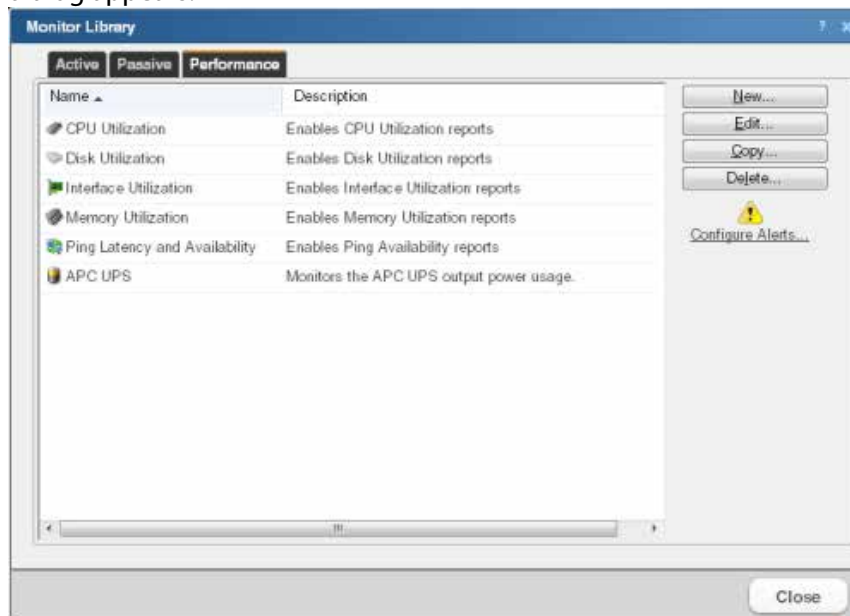 Monitor Library
? x
Active Passive Performance
Name Description
CPU Utilization Enables CPU Utilization reports
Disk Utilization Enables Disk Utilization reports
Interface Utilization Enables Interface Utilization reports
Memory Utilization Enables Memory Utilization reports
Ping Latency and Availability Enables Ping Availability reports
APC UPS Monitors the APC UPS output power usage.
New...
Edit...
Copy...
Delete...
Configure Alerts...
Close